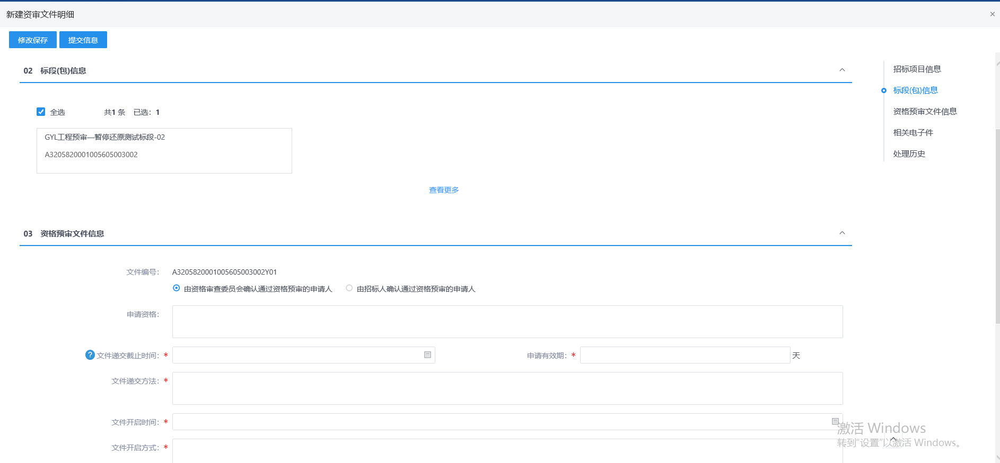 新建资审文件明细
修改保存 提交信息
02 标段(包)信息
全选 共1 条 已选：1
GYL工程预审—暂停还原测试标段-02
A3205820001005605003002
查看更多
03 资格预审文件信息
文件编号： A3205820001005605003002Y01
由资格审查委员会确认通过资格预审的申请人 由招标人确认通过资格预审的申请人
申请资格：
? 文件递交截止时间：* 申请有效期：* 天
文件递交方法：*
文件开启时间：*
文件开启方式：*
招标项目信息
标段(包)信息
资格预审文件信息
相关电子件
处理历史
激活 Windows
转到"设置"以激活 Windows。